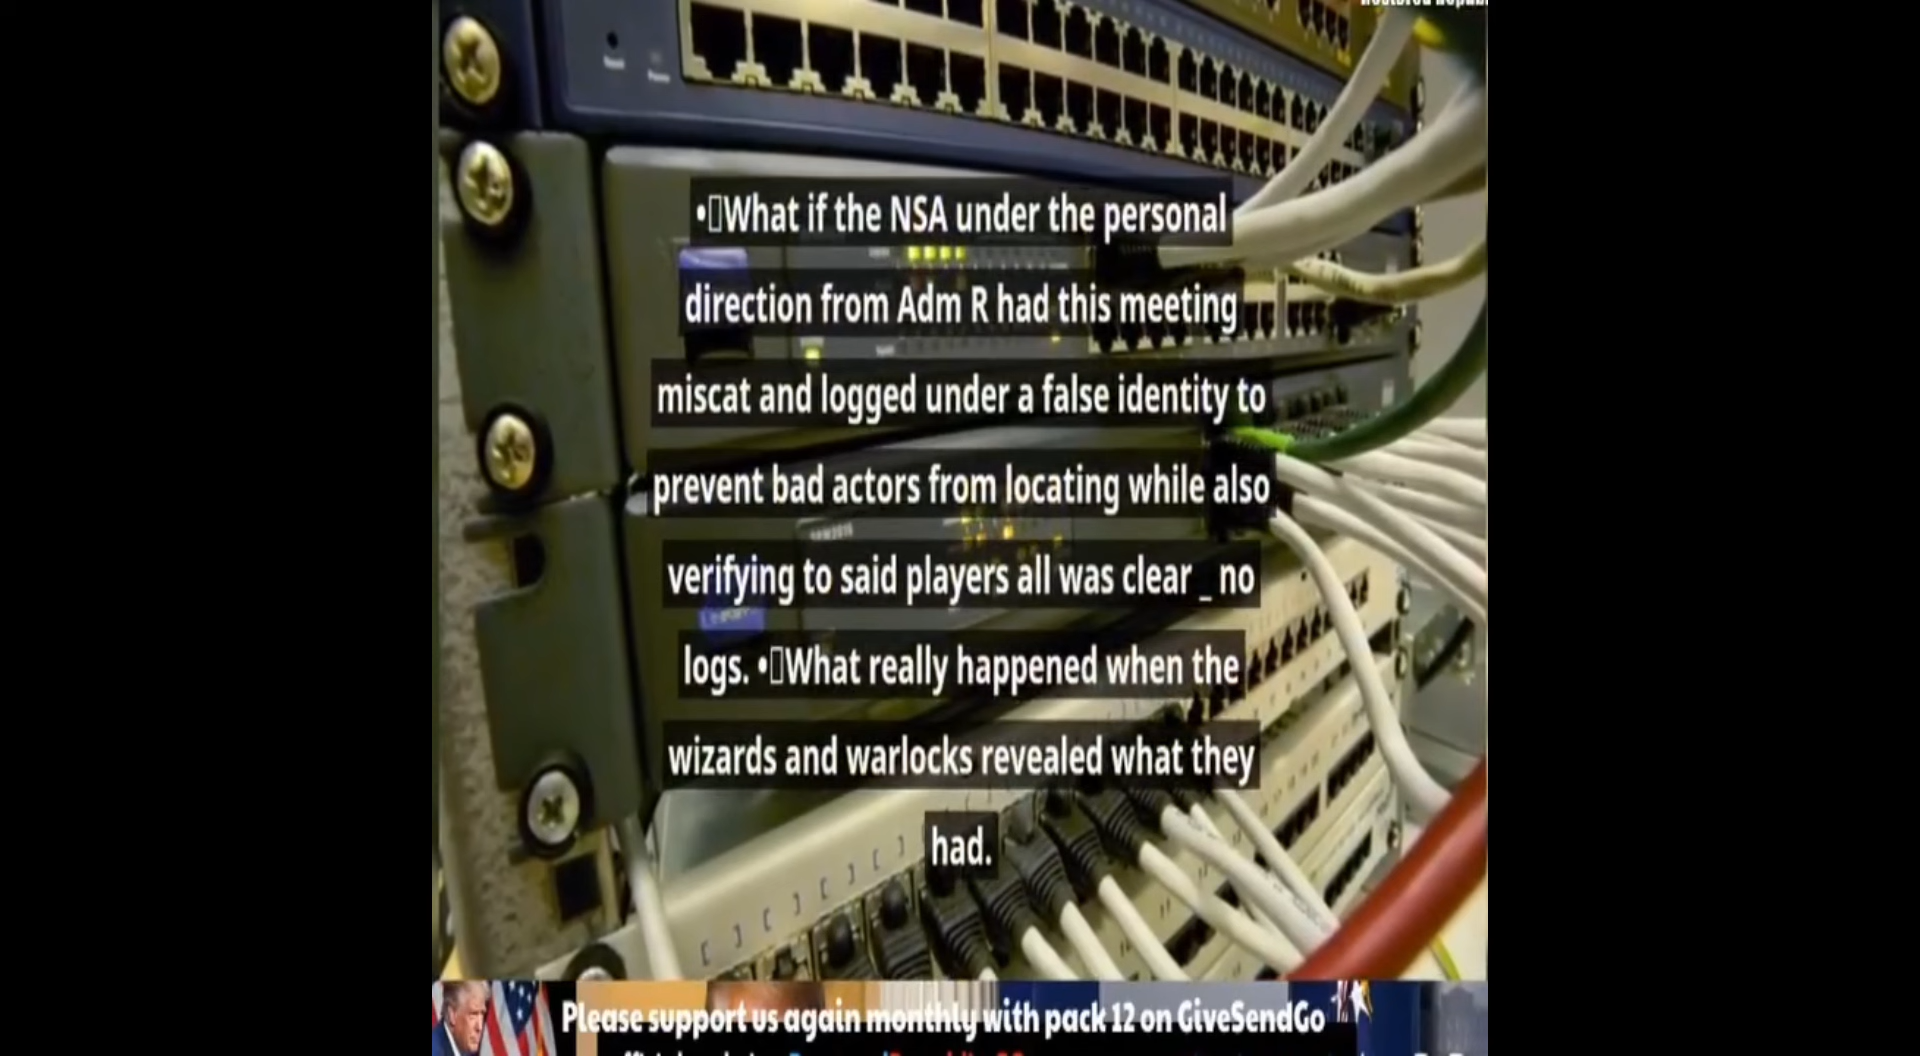 •▯What if the NSA under the personal
direction from Adm R had this meeting
miscat and logged under a false identity to
prevent bad actors from locating while also
verifying to said players all was clear _ no
logs. •▯What really happened when the
wizards and warlocks revealed what they
had.
Please support us again monthly with pack 12 on GiveSendGo